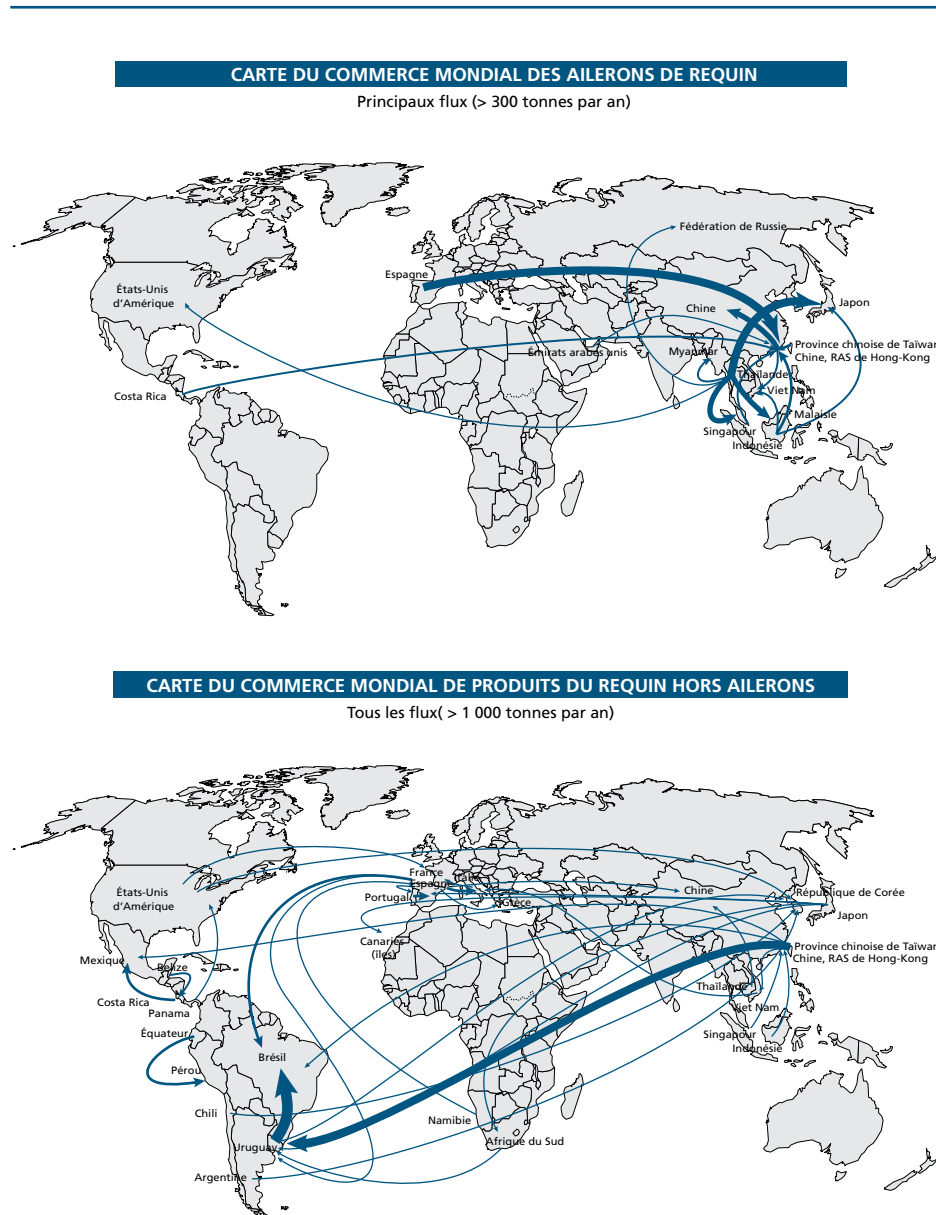 CARTE DU COMMERCE MONDIAL DES AILERONS DE REQUIN
Principaux flux (> 300 tonnes par an)
Fédération de Russie
Espagne
États-Unis
d'Amérique
Chine
Japon
Province chinoise de Taïwan
Chine, RAS de Hong-Kong
Émirats arabes unis
Myanmar
Thaïlande
Viet Nam
Costa Rica
Malaisie
Singapour
Indonésie
CARTE DU COMMERCE MONDIAL DE PRODUITS DU REQUIN HORS AILERONS
Tous les flux( > 1 000 tonnes par an)
France
Italie
Espagne
États-Unis
d'Amérique
Portugal
Grèce
Chine
République de Corée
Japon
Canaries
(îles)
Province chinoise de Taïwan
Chine, RAS de Hong-Kong
Mexique
Belize
Thaïlande
Costa Rica
Panama
Viet Nam
Équateur
Singapour
Indonésie
Brésil
Pérou
Chili
Namibie
Afrique du Sud
Uruguay
Argentine